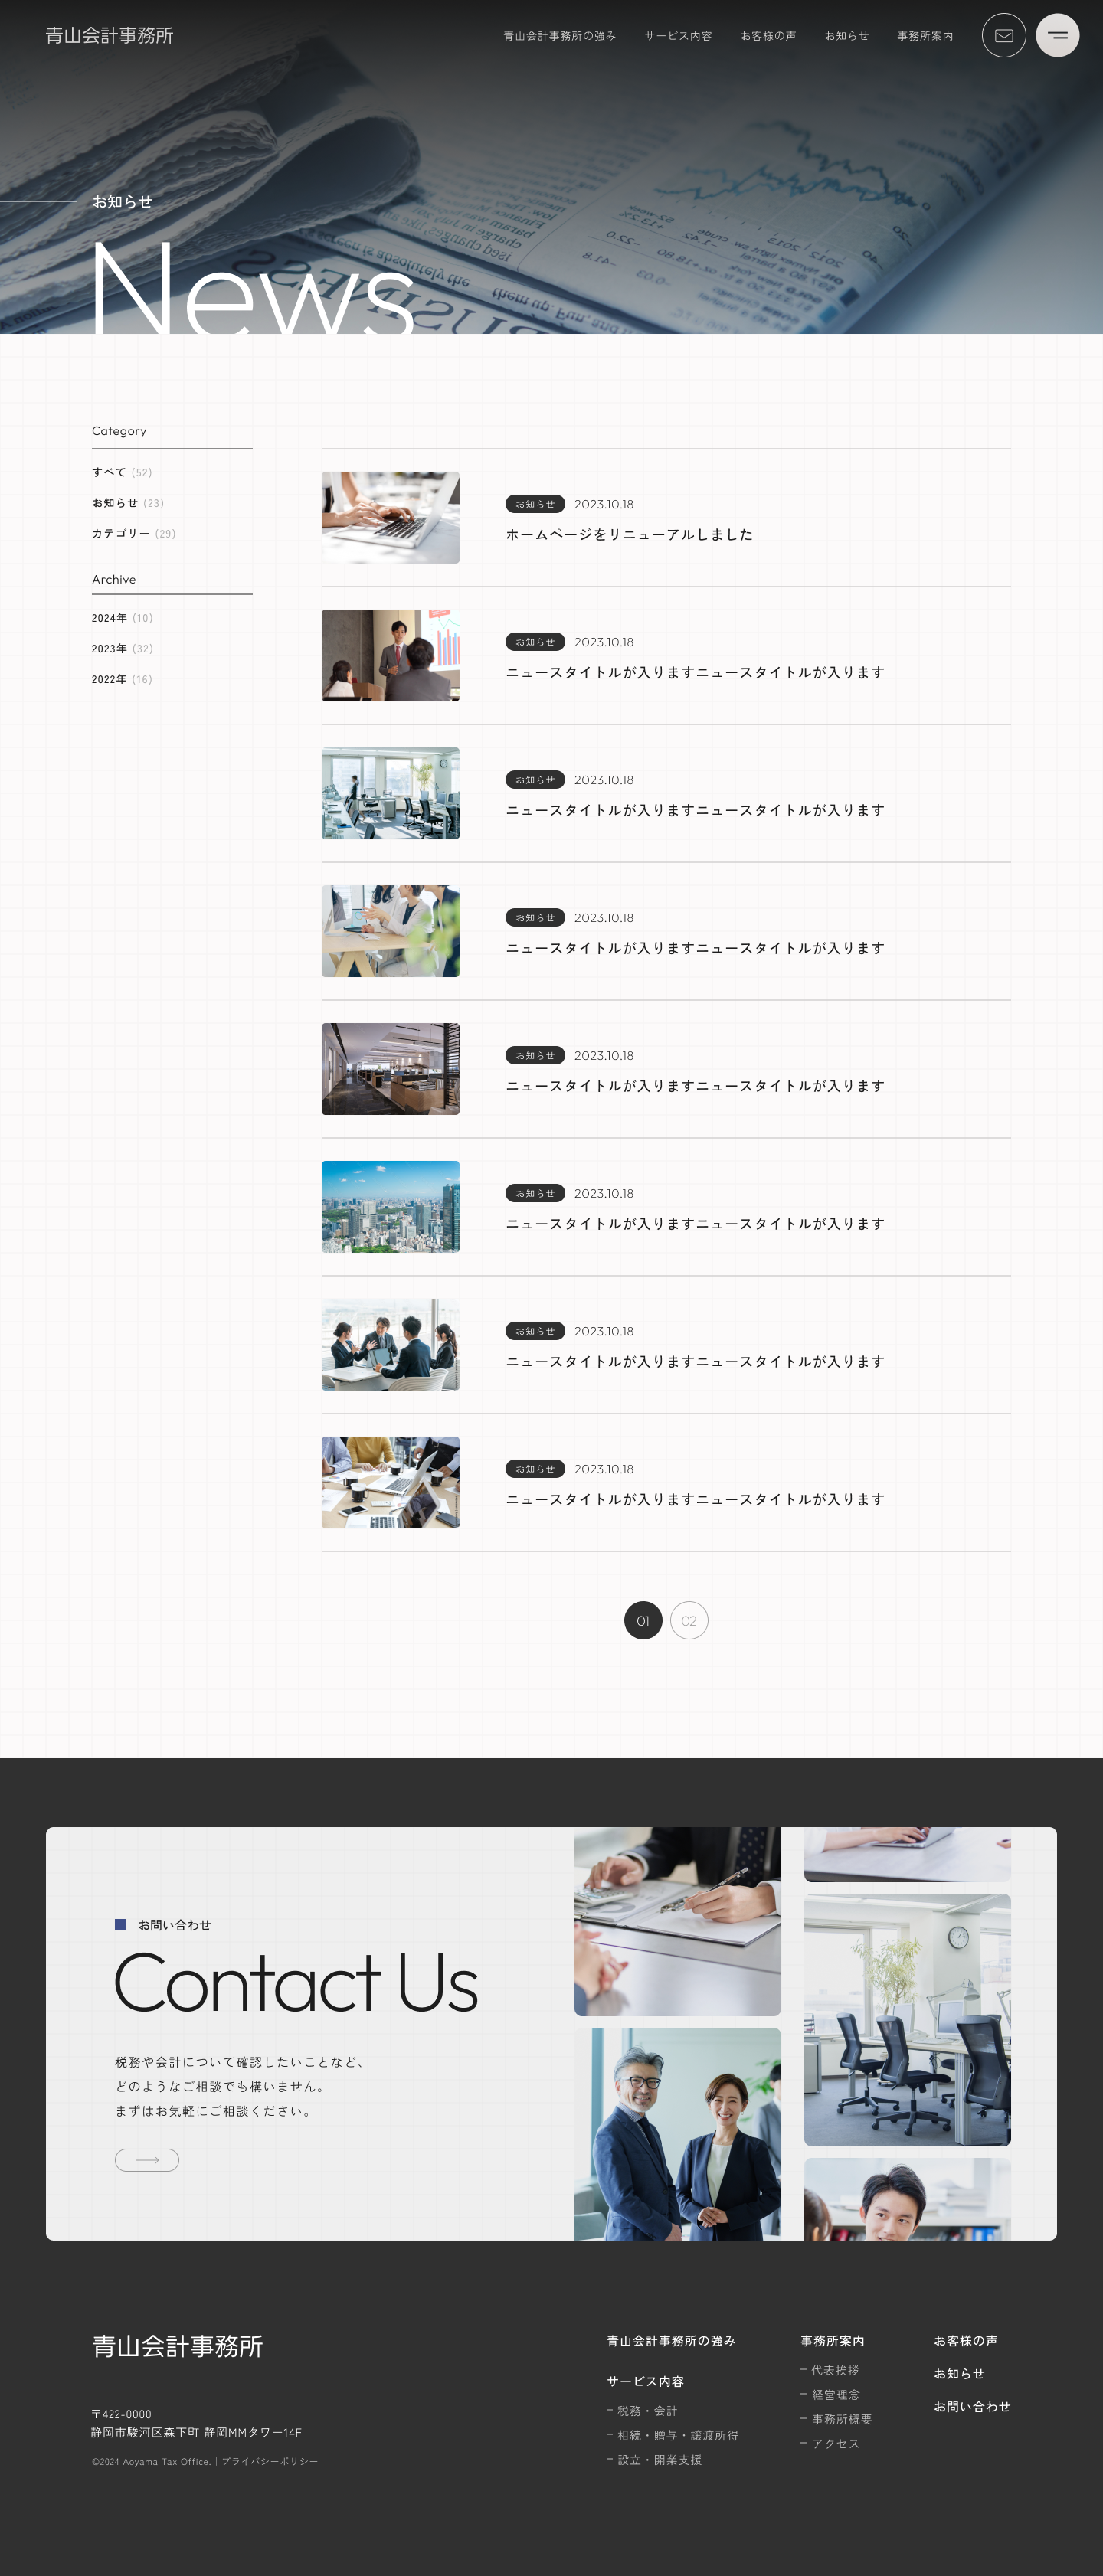 青山会計事務所
青山会計事務所の強み サービス内容 お客様の声 お知らせ 事務所案内
お知らせ
News
Category
すべて (52)
お知らせ (23)
カテゴリー (29)
Archive
2024年 (10)
2023年 (32)
2022年 (16)
お知らせ 2023.10.18
ホームページをリニューアルしました
お知らせ 2023.10.18
ニュースタイトルが入りますニュースタイトルが入ります
お知らせ 2023.10.18
ニュースタイトルが入りますニュースタイトルが入ります
お知らせ 2023.10.18
ニュースタイトルが入りますニュースタイトルが入ります
お知らせ 2023.10.18
ニュースタイトルが入りますニュースタイトルが入ります
お知らせ 2023.10.18
ニュースタイトルが入りますニュースタイトルが入ります
お知らせ 2023.10.18
ニュースタイトルが入りますニュースタイトルが入ります
お知らせ 2023.10.18
ニュースタイトルが入りますニュースタイトルが入ります
01 02
お問い合わせ
Contact Us
税務や会計について確認したいことなど、
どのようなご相談でも構いません。
まずはお気軽にご相談ください。
青山会計事務所
〒422-0000
静岡市駿河区森下町 静岡MMタワー14F
©2024 Aoyama Tax Office.｜プライバシーポリシー
青山会計事務所の強み
サービス内容
− 税務・会計
− 相続・贈与・譲渡所得
− 設立・開業支援
事務所案内
− 代表挨拶
− 経営理念
− 事務所概要
− アクセス
お客様の声
お知らせ
お問い合わせ